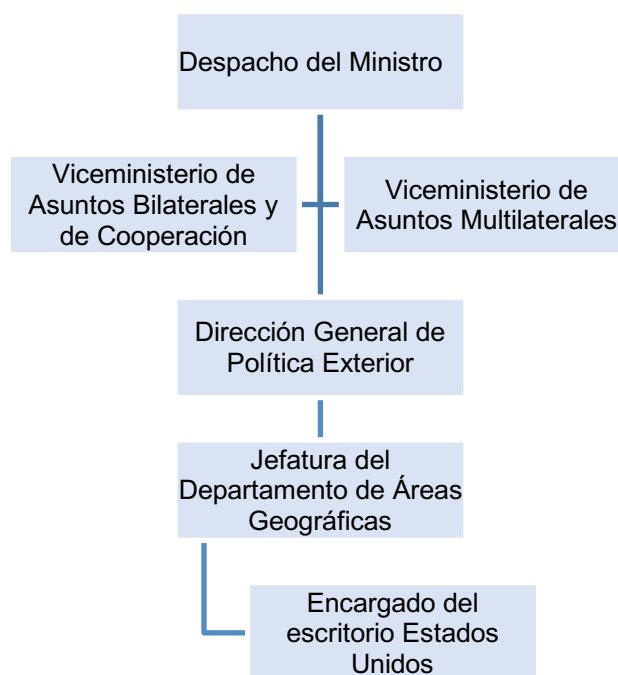 Despacho del Ministro
Viceministerio de
Asuntos Bilaterales y
de Cooperación
Viceministerio de
Asuntos Multilaterales
Dirección General de
Política Exterior
Jefatura del
Departamento de Áreas
Geográficas
Encargado del
escritorio Estados
Unidos